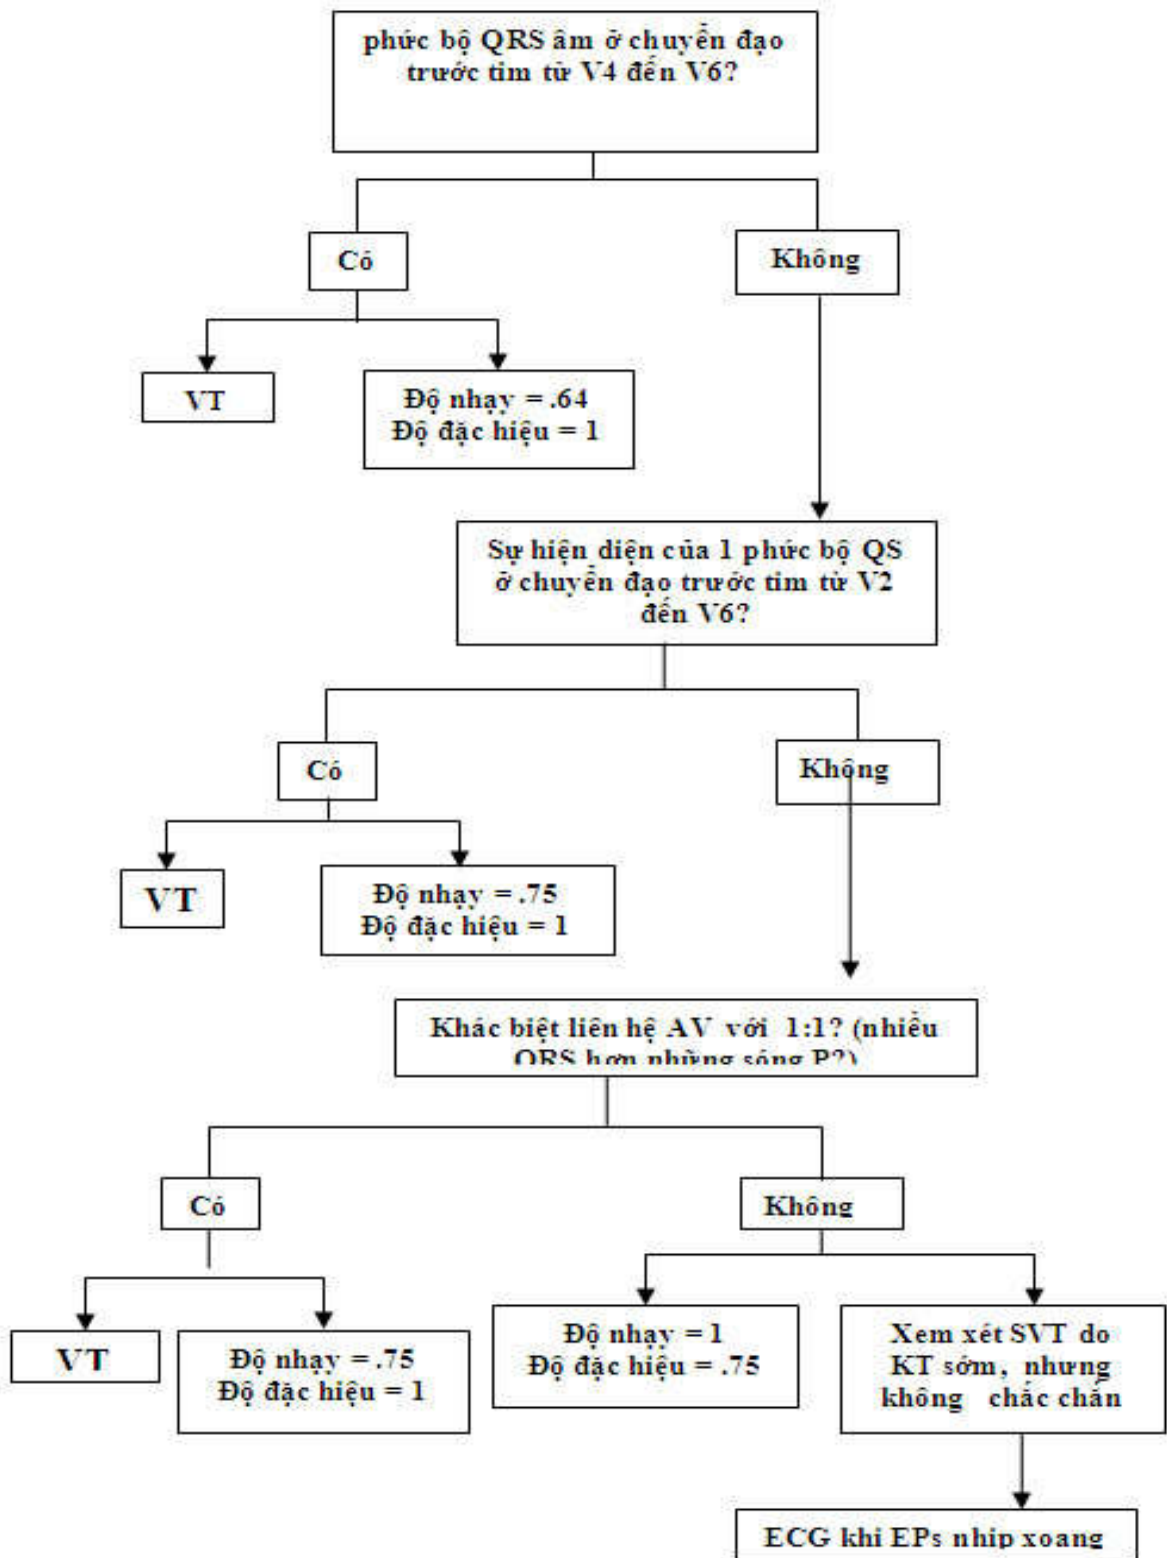 phức bộ QRS âm ở chuyển đạo
trước tim từ V4 đến V6?
Có
Không
VT
Độ nhạy = .64
Độ đặc hiệu = 1
Sự hiện diện của 1 phức bộ QS
ở chuyển đạo trước tim từ V2
đến V6?
Có
Không
VT
Độ nhạy = .75
Độ đặc hiệu = 1
Khác biệt liên hệ AV với 1:1? (nhiều
QRS hơn những sóng P?)
Có
Không
VT
Độ nhạy = .75
Độ đặc hiệu = 1
Độ nhạy = 1
Độ đặc hiệu = .75
Xem xét SVT do
KT sớm, nhưng
không chắc chắn
ECG khi EPs nhịp xoang